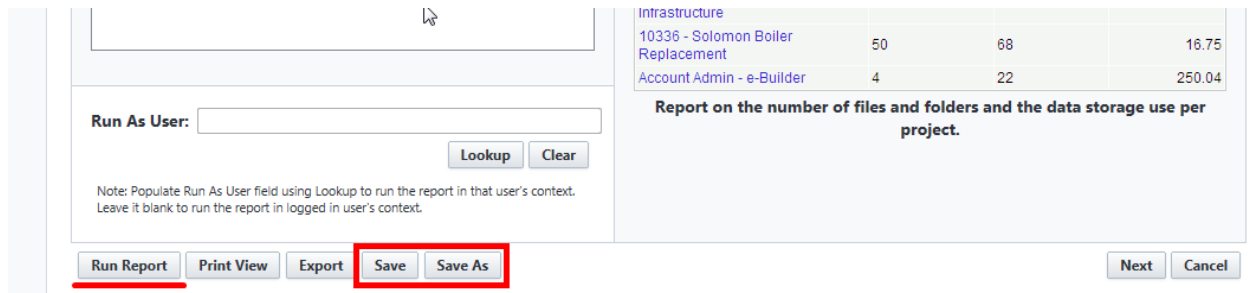 Infrastructure
10336 - Solomon Boiler
Replacement
50
68
16.75
Account Admin - e-Builder
4
22
250.04
Report on the number of files and folders and the data storage use per
project.
Run As User:
Lookup
Clear
Note: Populate Run As User field using Lookup to run the report in that user's context.
Leave it blank to run the report in logged in user's context.
Run Report
Print View
Export
Save
Save As
Next
Cancel